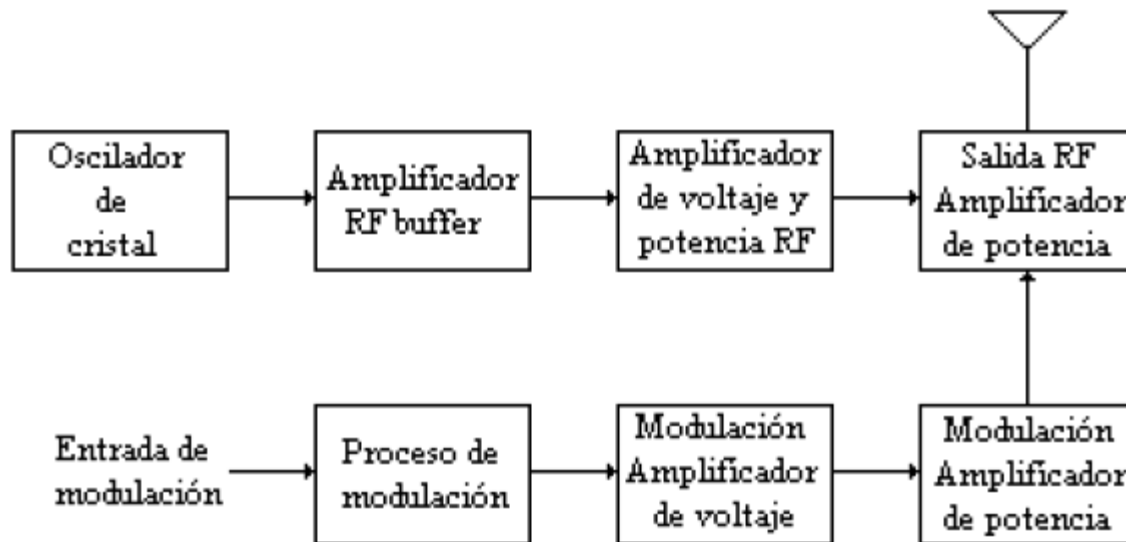 Oscilador
de
cristal
Amplificador
RF buffer
Amplificador
de voltaje y
potencia RF
Salida RF
Amplificador
de potencia
Entrada de
modulación
Proceso de
modulación
Modulación
Amplificador
de voltaje
Modulación
Amplificador
de potencia